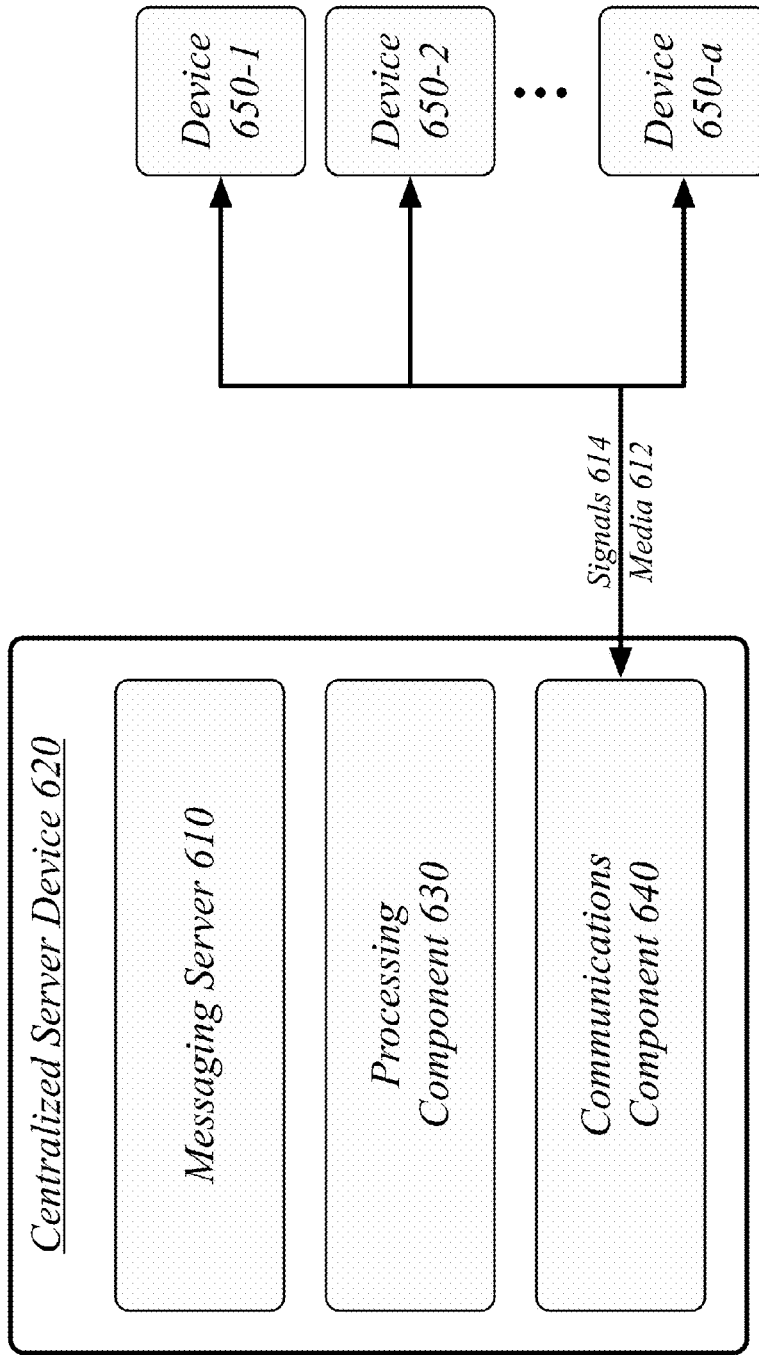 Centralized Server Device 620
Messaging Server 610
Processing
Component 630
Communications
Component 640
Signals 614
Media 612
Device
650-1
Device
650-2
Device
650-a